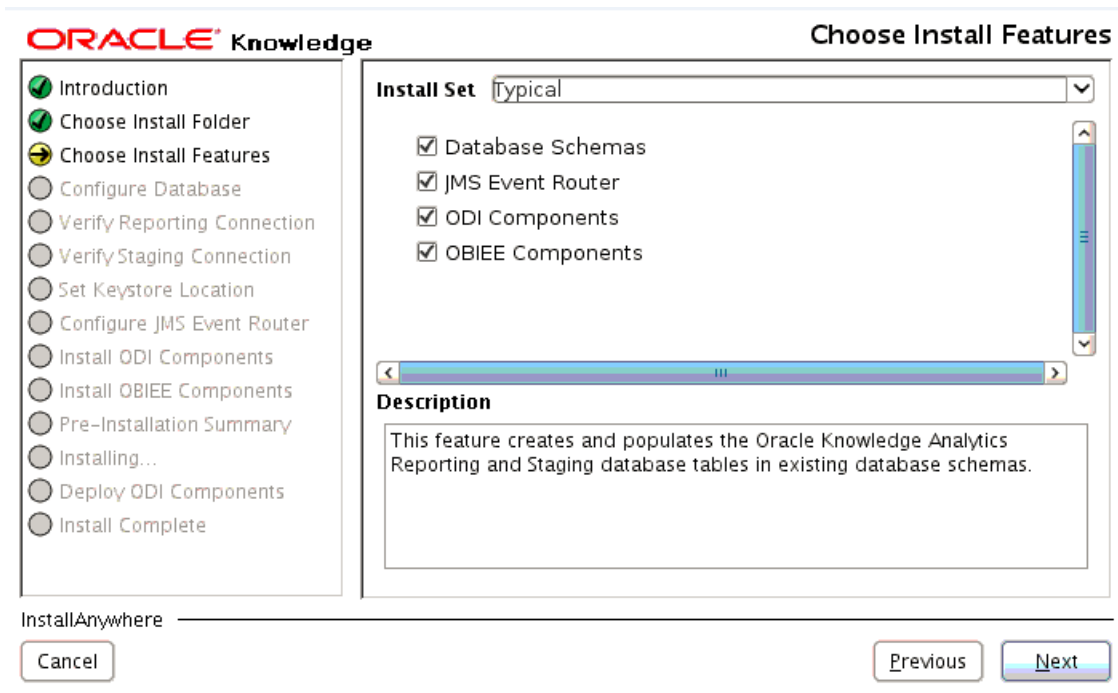 ORACLE Knowledge
Choose Install Features
Introduction
Choose Install Folder
Choose Install Features
Configure Database
Verify Reporting Connection
Verify Staging Connection
Set Keystore Location
Configure JMS Event Router
Install ODI Components
Install OBIEE Components
Pre-Installation Summary
Installing...
Deploy ODI Components
Install Complete
Install Set Typical
Database Schemas
JMS Event Router
ODI Components
OBIEE Components
Description
This feature creates and populates the Oracle Knowledge Analytics
Reporting and Staging database tables in existing database schemas.
InstallAnywhere
Cancel
Previous
Next